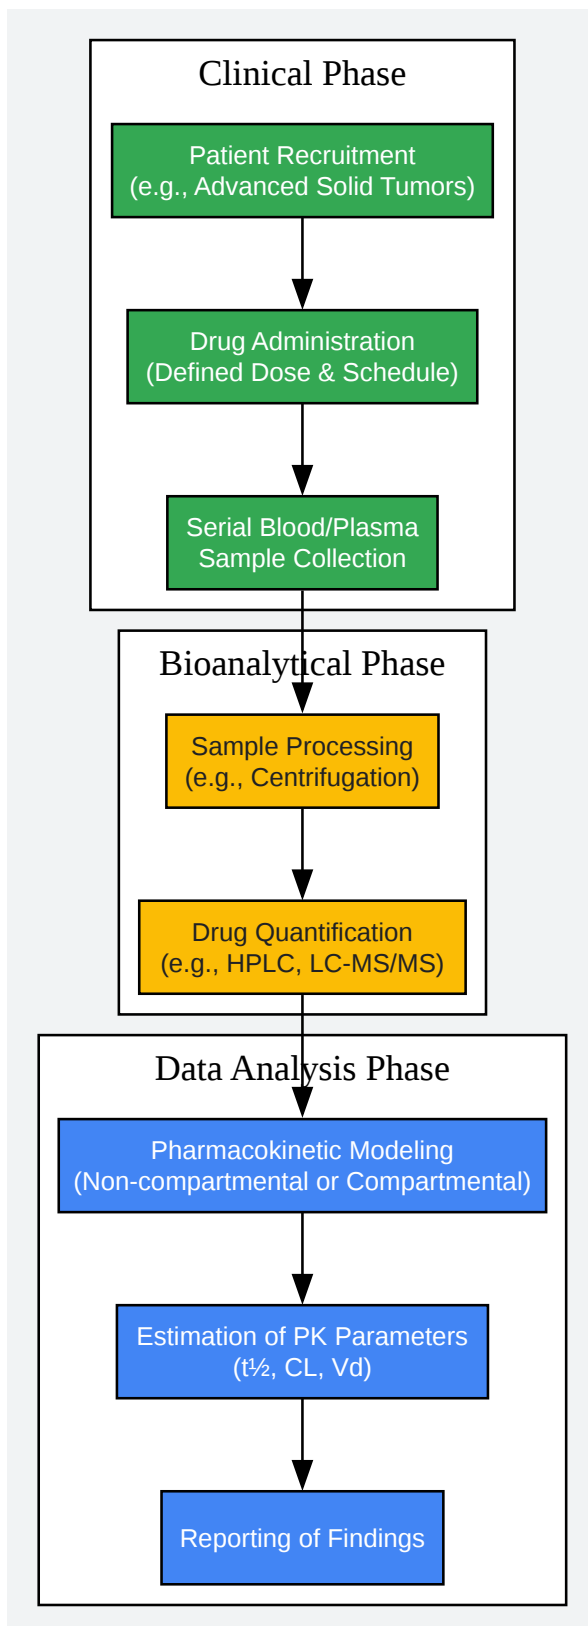 Clinical Phase
Patient Recruitment
(e.g., Advanced Solid Tumors)
Drug Administration
(Defined Dose & Schedule)
Serial Blood/Plasma
Sample Collection
Bioanalytical Phase
Sample Processing
(e.g., Centrifugation)
Drug Quantification
(e.g., HPLC, LC-MS/MS)
Data Analysis Phase
Pharmacokinetic Modeling
(Non-compartmental or Compartmental)
Estimation of PK Parameters
(t½, CL, Vd)
Reporting of Findings